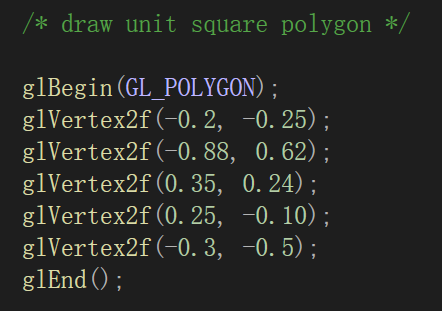 /* draw unit square polygon */
glBegin(GL_POLYGON);
glVertex2f(-0.2, -0.25);
glVertex2f(-0.88, 0.62);
glVertex2f(0.35, 0.24);
glVertex2f(0.25, -0.10);
glVertex2f(-0.3, -0.5);
glEnd();